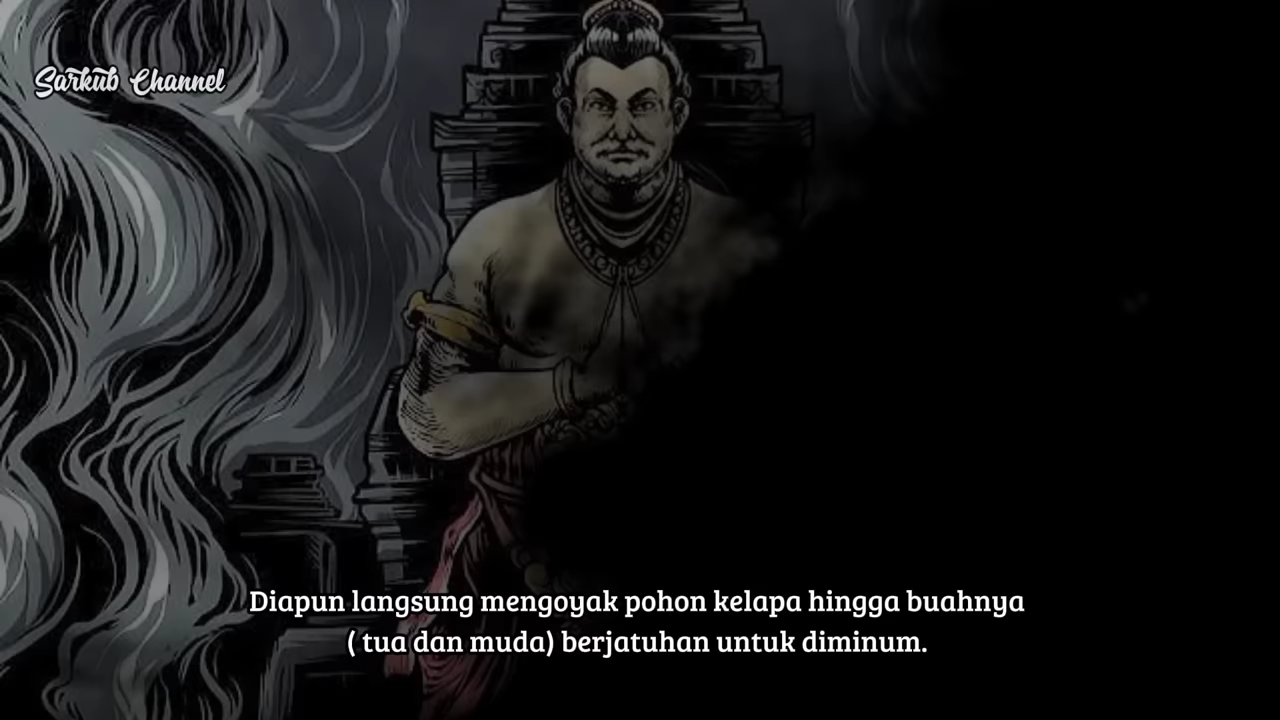 Sarkub Channel
Diapun langsung mengoyak pohon kelapa hingga buahnya
( tua dan muda) berjatuhan untuk diminum.